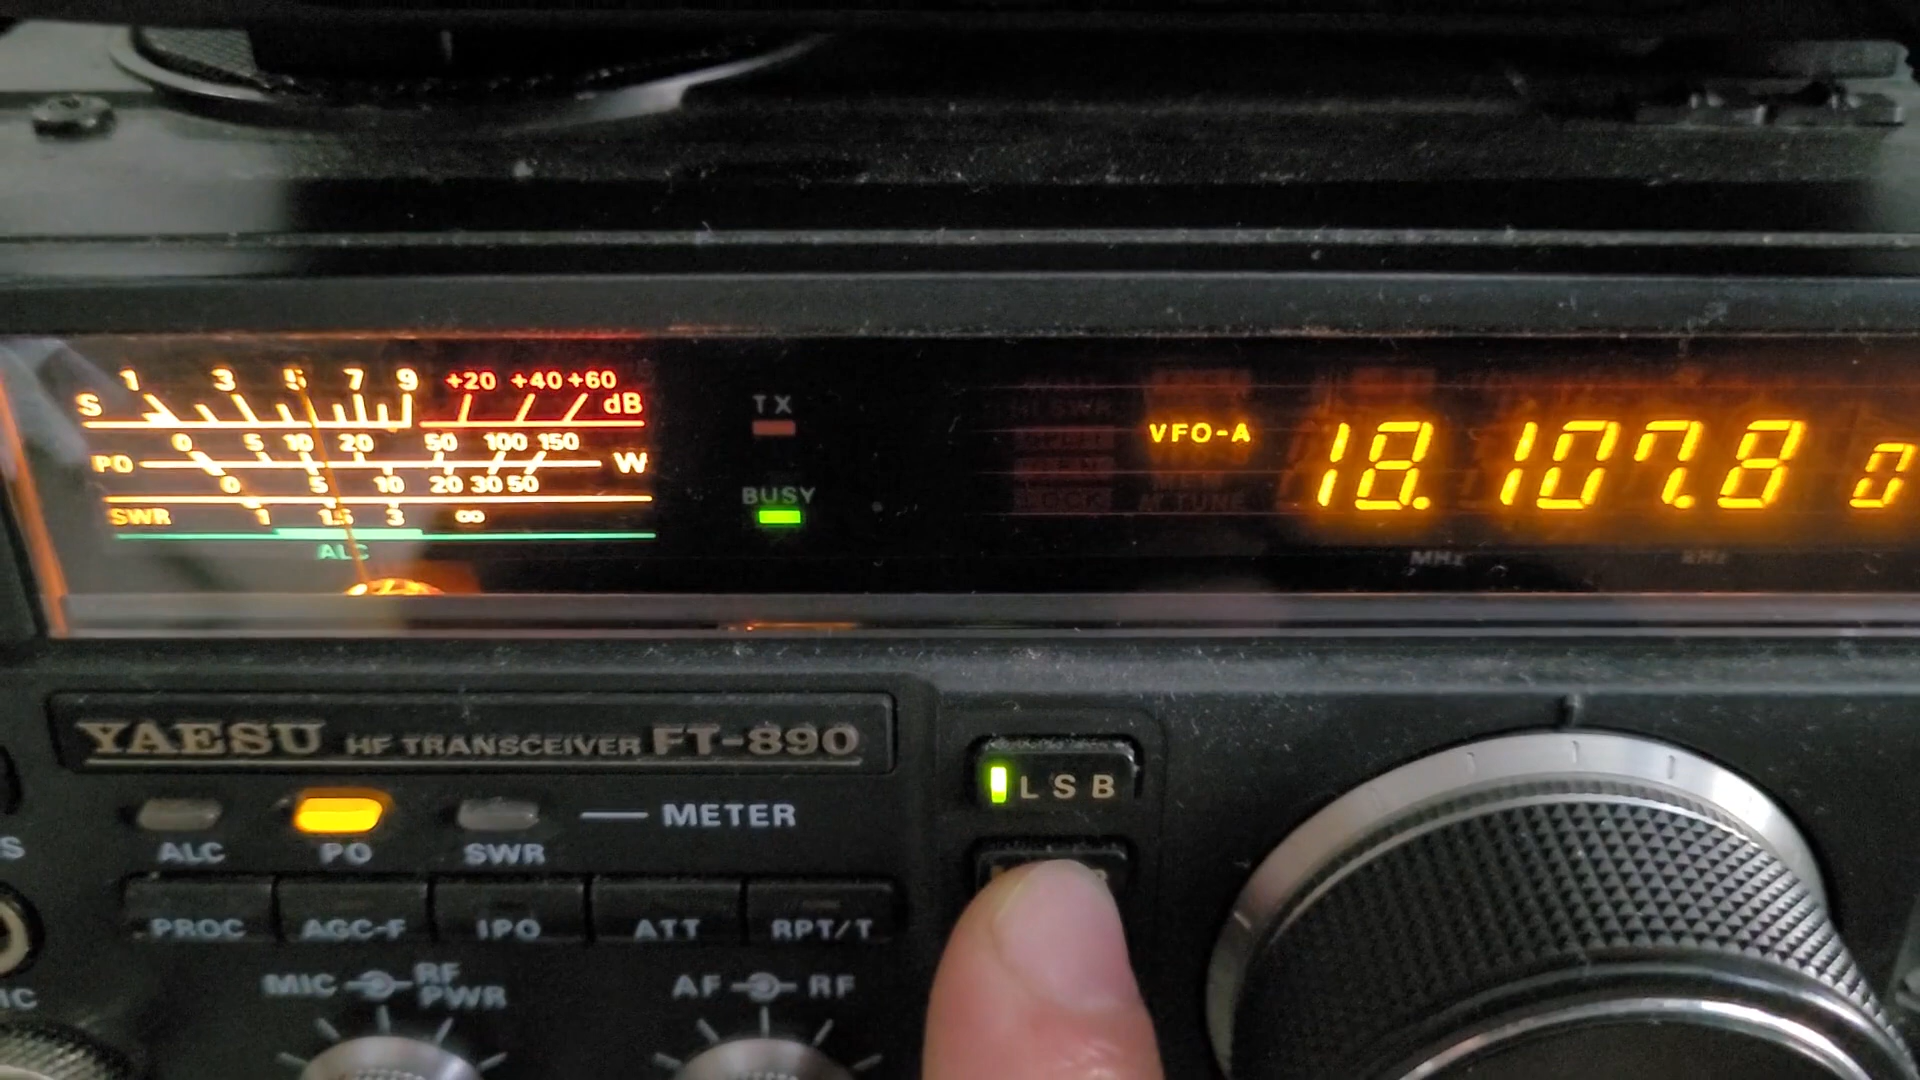 1 3 5 7 9 +20 +40 +60
S dB
0 5 10 20 50 100 150
PO W
0 5 10 20 30 50
SWR 1 1.5 3 ∞
ALC
TX
BUSY
VFO-A
18.107.8 0
MHz kHz
YAESU HF TRANSCEIVER FT-890
LSB
METER
ALC PO SWR
PROC AGC-F IPO ATT RPT/T
MIC RF PWR
AF RF